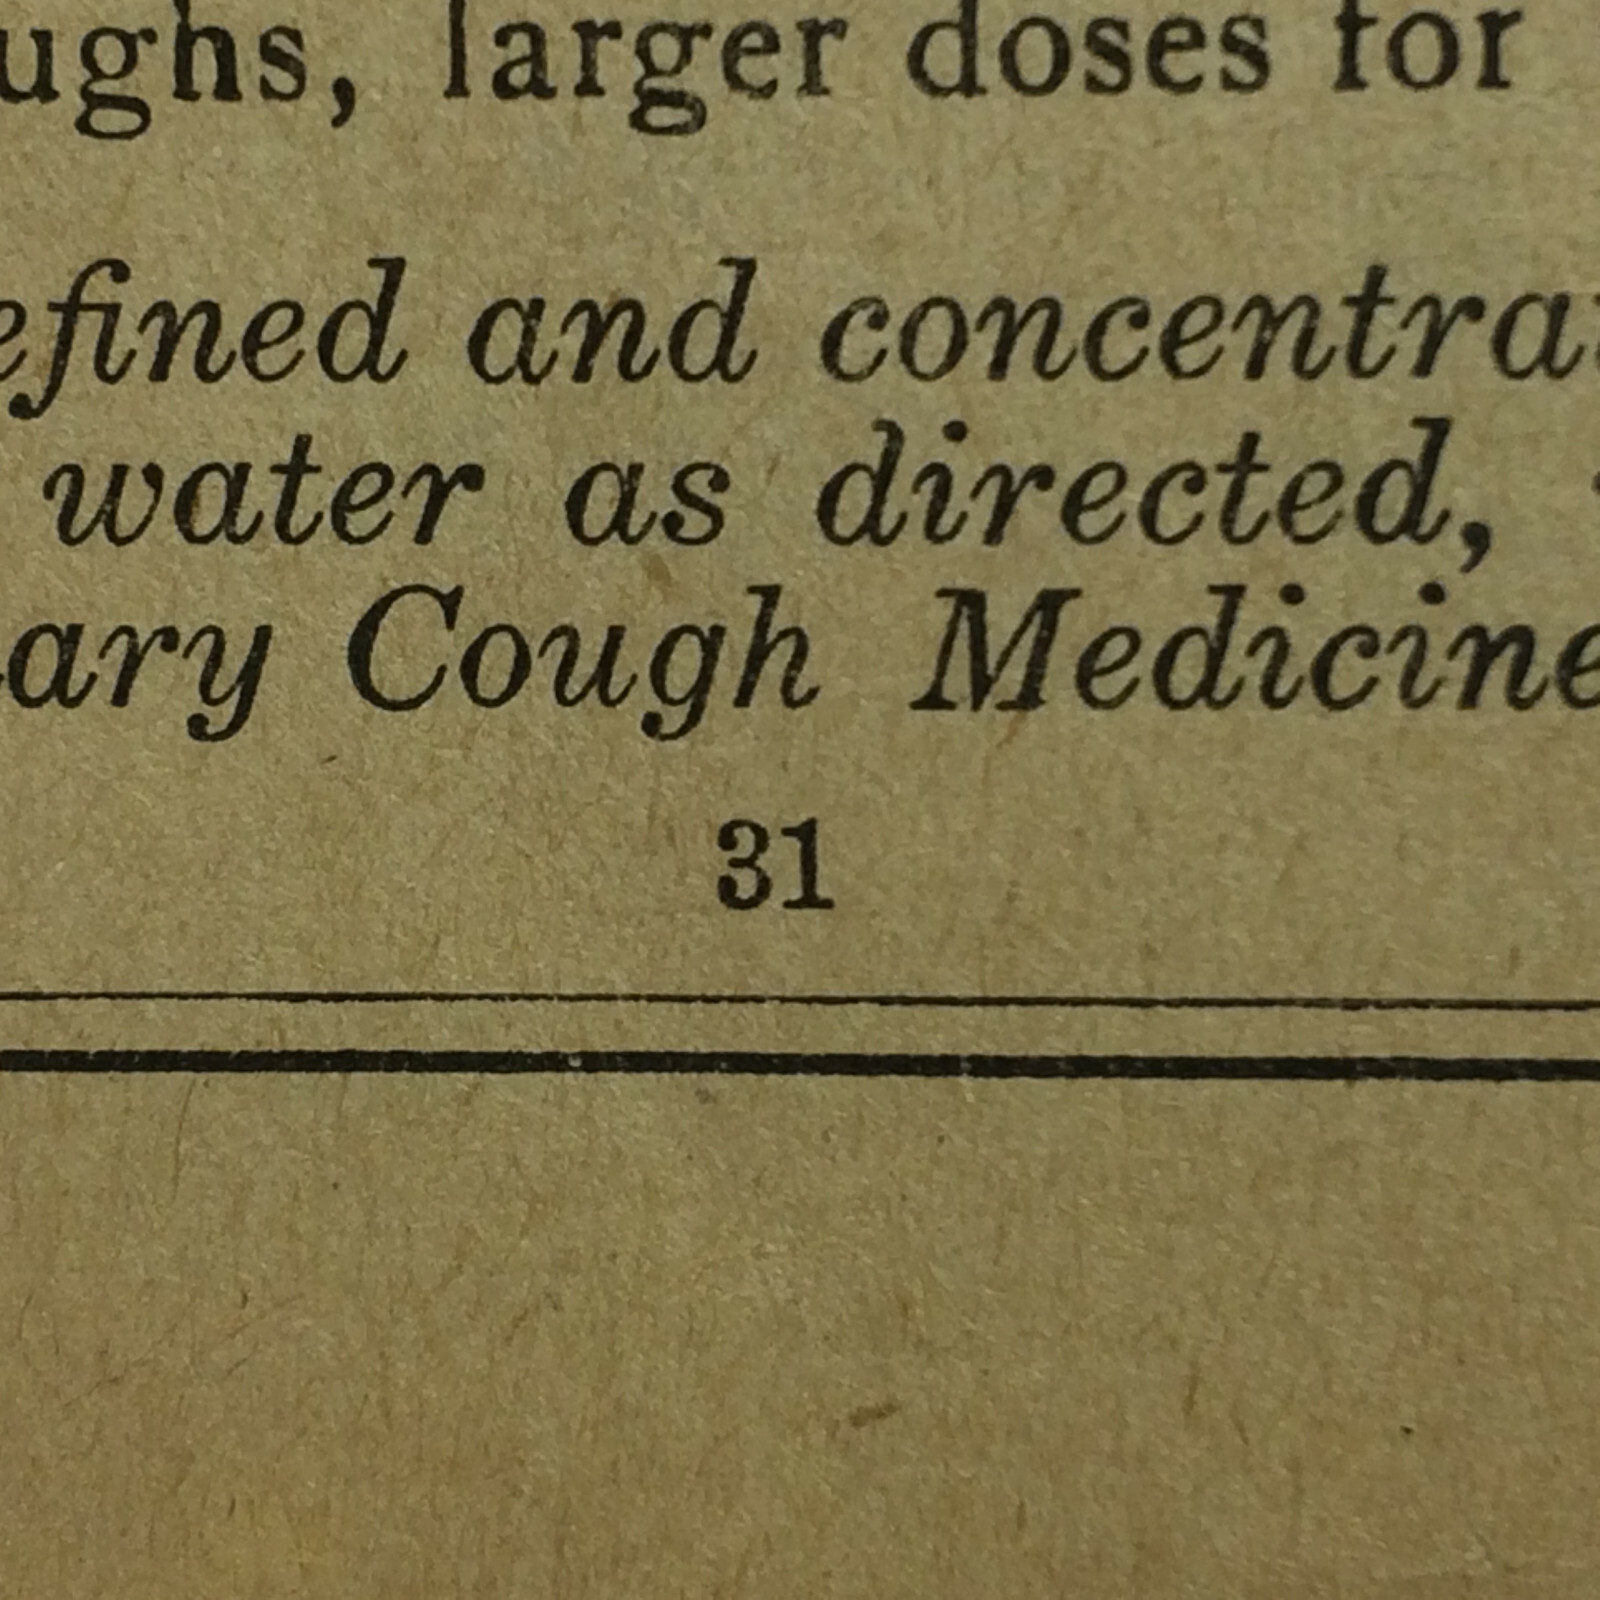 ughs, larger doses for
efined and concentra
water as directed,
ary Cough Medicine
31